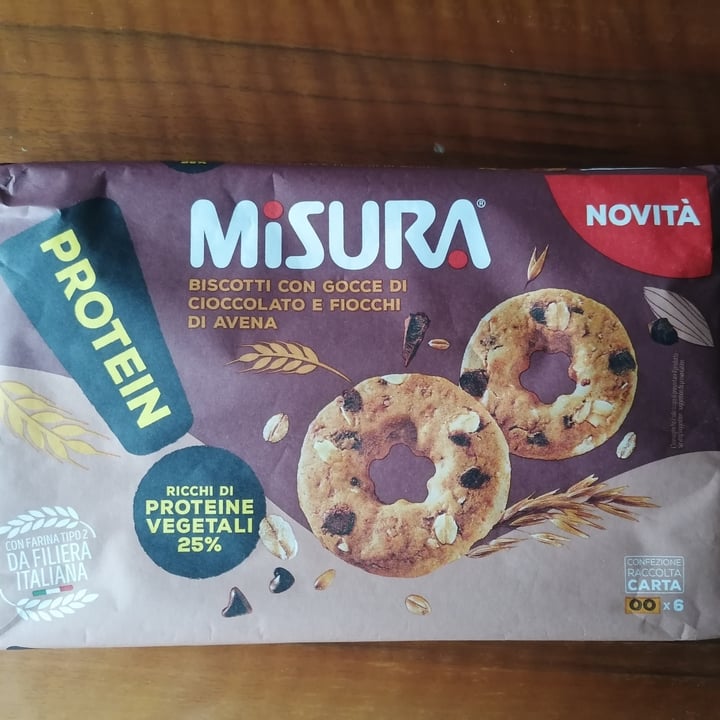 MiSURA®
NOVITÀ
BISCOTTI CON GOCCE DI
CIOCCOLATO E FIOCCHI
DI AVENA
PROTEIN
RICCHI DI
PROTEINE
VEGETALI
25%
CON FARINA TIPO 2
DA FILIERA
ITALIANA
CONFEZIONE
RACCOLTA
CARTA
x 6